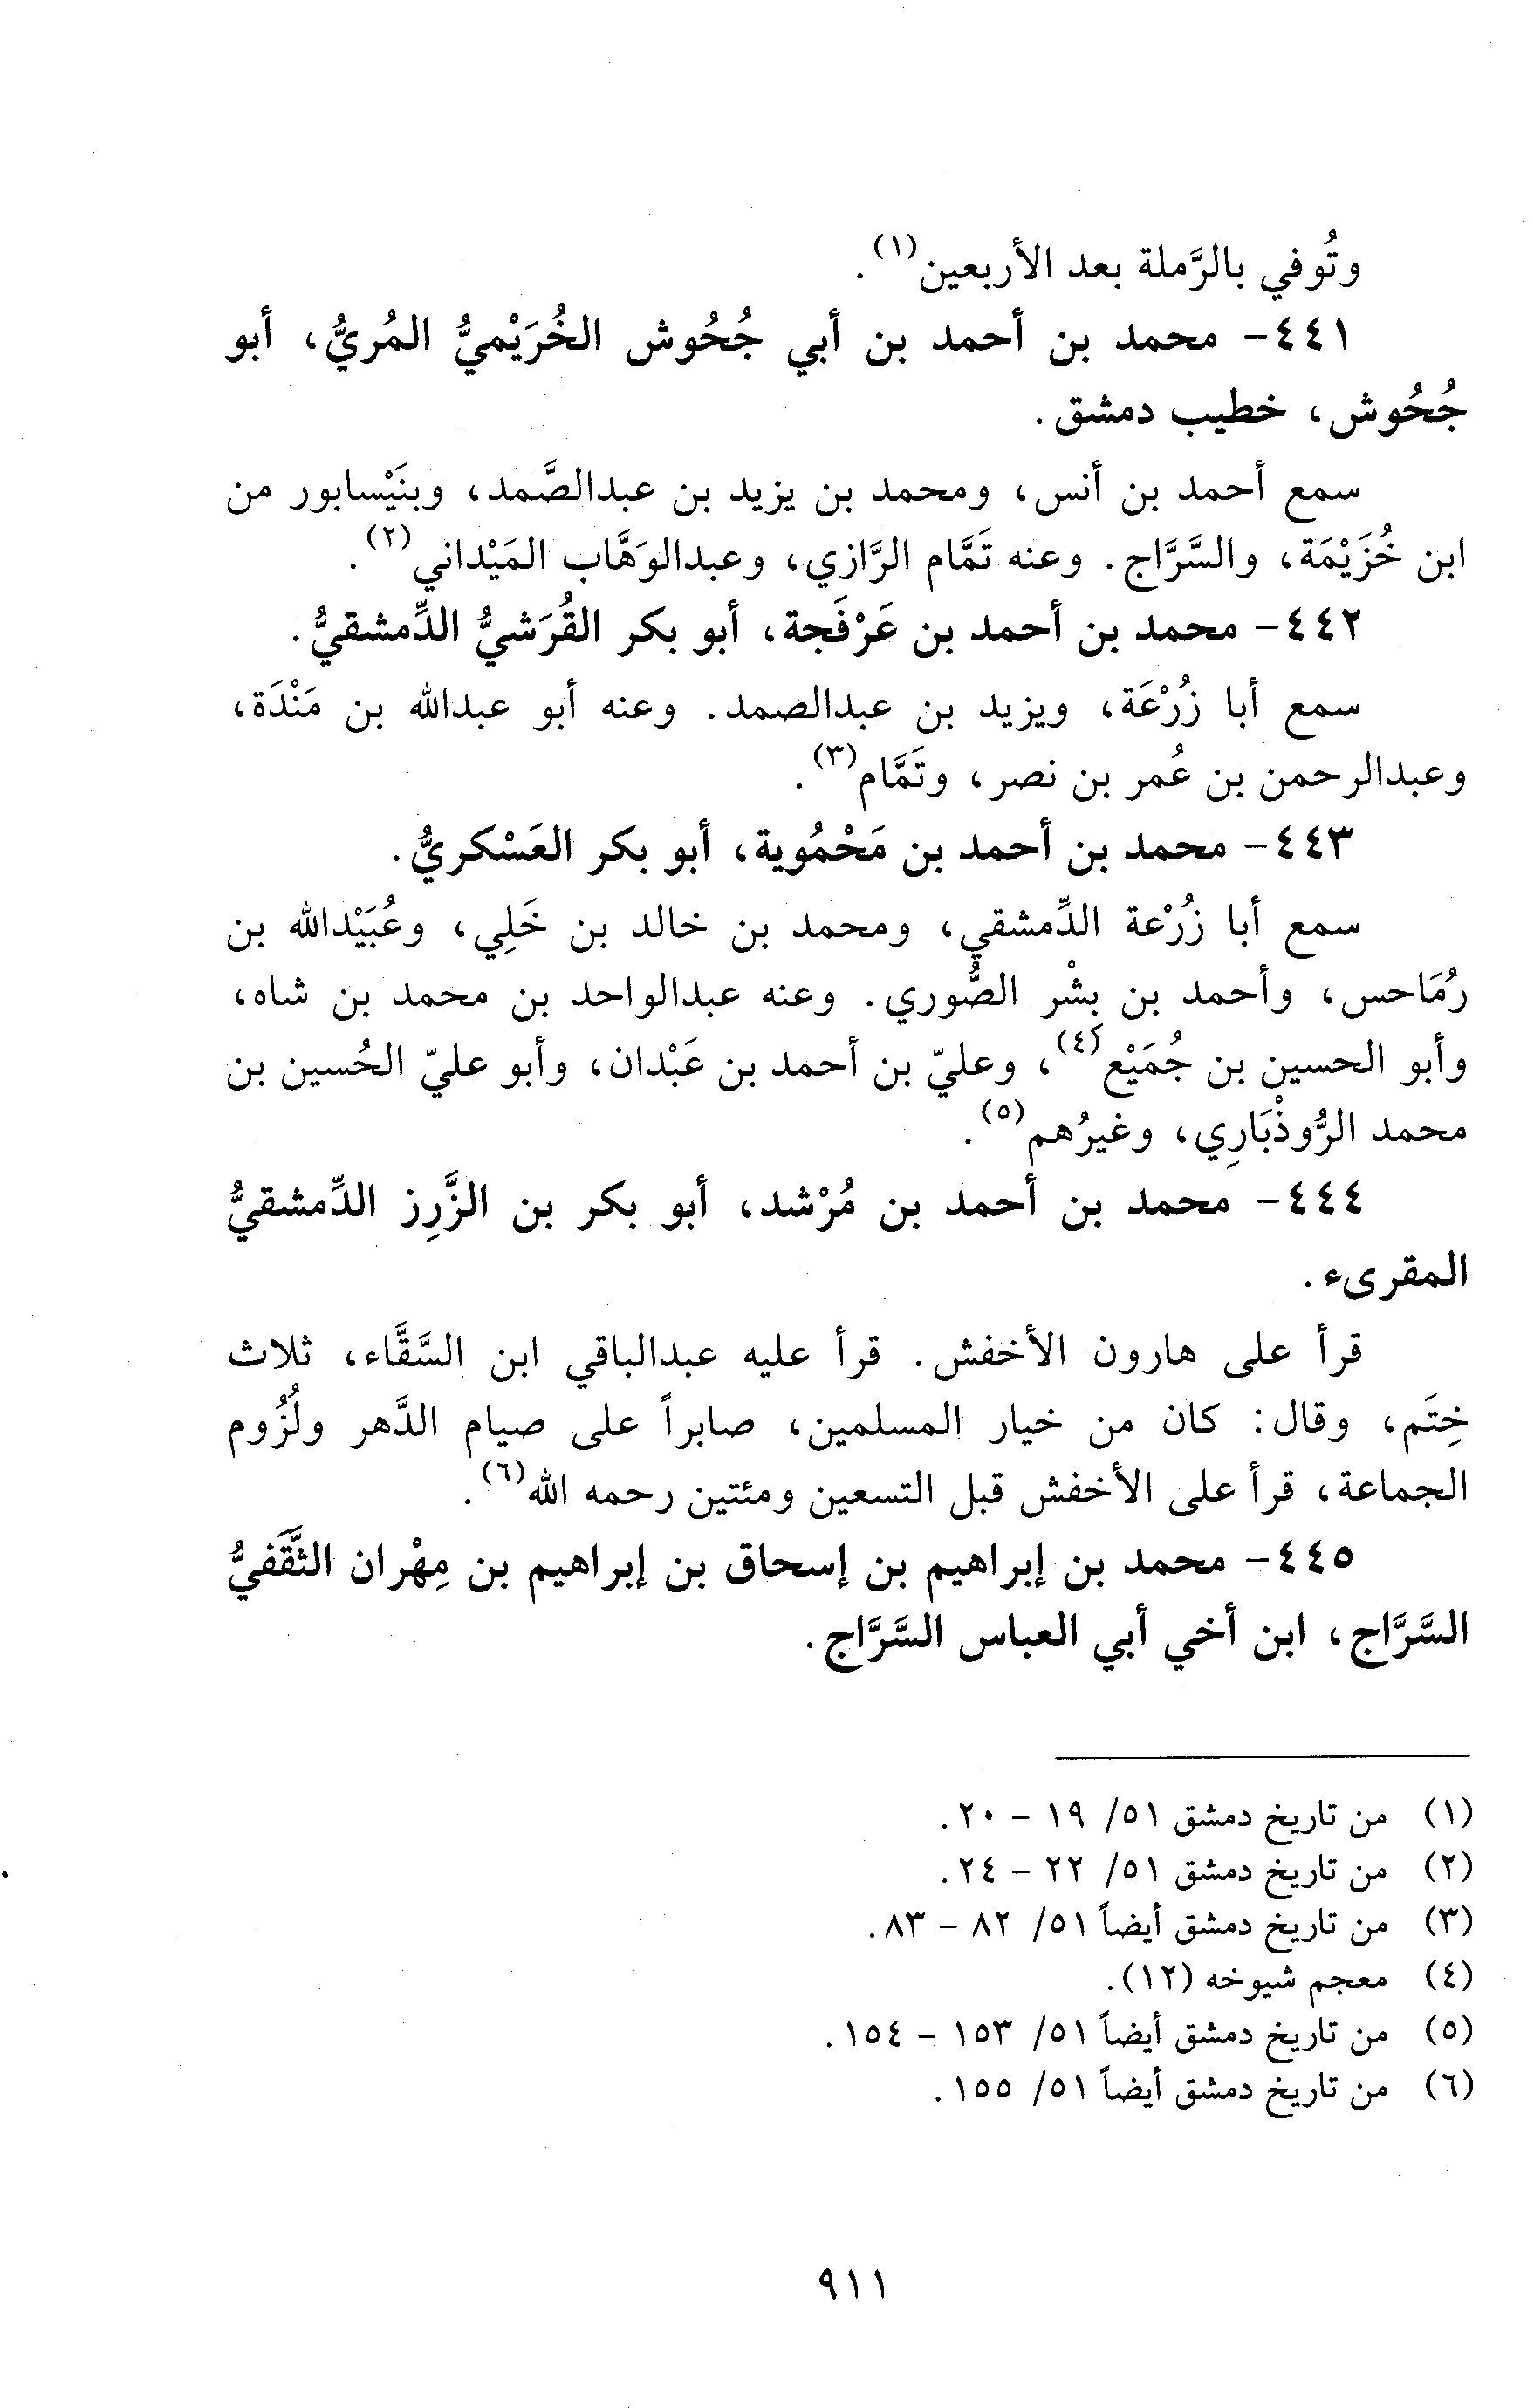 وتُوفي بالرَّملة بعد الأربعين(١).
٤٤١- محمد بن أحمد بن أبي جُحُوش الخُرَيْميُّ المُريُّ، أبو
جُحُوش، خطيب دمشق.
سمع أحمد بن أنس، ومحمد بن يزيد بن عبدالصَّمد، وبنَيْسابور من
ابن خُزَيْمَة، والسَّرَّاج. وعنه تَمَّام الرَّازي، وعبدالوَهَّاب المَيْداني(٢).
٤٤٢- محمد بن أحمد بن عَرْفَجة، أبو بكر القُرَشيُّ الدِّمشقيُّ.
سمع أبا زُرْعَة، ويزيد بن عبدالصمد. وعنه أبو عبدالله بن مَنْدَة،
وعبدالرحمن بن عُمر بن نصر، وتَمَّام(٣).
٤٤٣- محمد بن أحمد بن مَحْمُوية، أبو بكر العَسْكريُّ.
سمع أبا زُرْعة الدِّمشقي، ومحمد بن خالد بن خَلِي، وعُبَيْدالله بن
رُمَاحس، وأحمد بن بِشْر الصُّوري. وعنه عبدالواحد بن محمد بن شاه،
وأبو الحسين بن جُمَيْع(٤)، وعليّ بن أحمد بن عَبْدان، وأبو عليّ الحُسين بن
محمد الرُّوذْبَارِي، وغيرُهم(٥).
٤٤٤- محمد بن أحمد بن مُرْشد، أبو بكر بن الزَّرِز الدِّمشقيُّ
المقرىء.
قرأ على هارون الأخفش. قرأ عليه عبدالباقي ابن السَّقَّاء، ثلاث
خِتَم، وقال: كان من خيار المسلمين، صابراً على صيام الدَّهر ولُزُوم
الجماعة، قرأ على الأخفش قبل التسعين ومئتين رحمه الله(٦).
٤٤٥- محمد بن إبراهيم بن إسحاق بن إبراهيم بن مِهْران الثَّقَفيُّ
السَّرَّاج، ابن أخي أبي العباس السَّرَّاج.
(١) من تاريخ دمشق ٥١/ ١٩ - ٢٠.
(٢) من تاريخ دمشق ٥١/ ٢٢ - ٢٤.
(٣) من تاريخ دمشق أيضاً ٥١/ ٨٢ - ٨٣.
(٤) معجم شيوخه (١٢).
(٥) من تاريخ دمشق أيضاً ٥١/ ١٥٣ - ١٥٤.
(٦) من تاريخ دمشق أيضاً ٥١/ ١٥٥.
٩١١